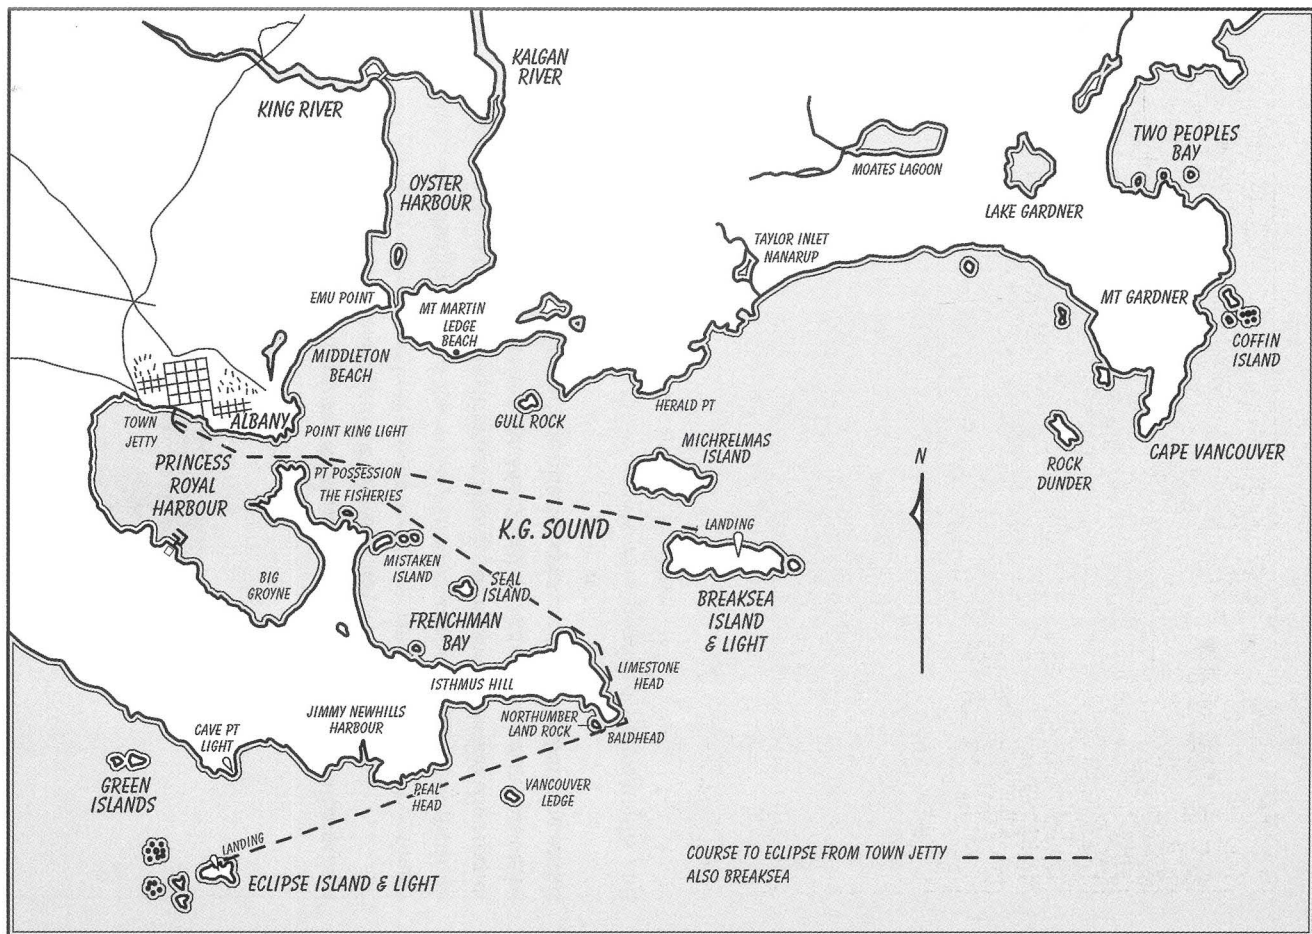 KALGAN
RIVER
KING RIVER
TWO PEOPLES
BAY
MOATES LAGOON
OYSTER
HARBOUR
LAKE GARDNER
TAYLOR INLET
NANARUP
EMU POINT
MT MARTIN
LEDGE
BEACH
MT GARDNER
COFFIN
ISLAND
MIDDLETON
BEACH
HERALD PT
GULL ROCK
ALBANY
TOWN
JETTY
POINT KING LIGHT
MICHRELMAS
ISLAND
CAPE VANCOUVER
N
ROCK
DUNDER
PRINCESS
ROYAL
HARBOUR
PT POSSESSION
THE FISHERIES
K.G. SOUND
LANDING
MISTAKEN
ISLAND
SEAL
ISLAND
BIG
GROYNE
BREAKSEA
ISLAND
& LIGHT
FRENCHMAN
BAY
LIMESTONE
HEAD
ISTHMUS HILL
JIMMY NEWHILLS
HARBOUR
NORTHUMBER
LAND ROCK
BALDHEAD
CAVE PT
LIGHT
GREEN
ISLANDS
PEAL
HEAD
VANCOUVER
LEDGE
LANDING
ECLIPSE ISLAND & LIGHT
COURSE TO ECLIPSE FROM TOWN JETTY
ALSO BREAKSEA